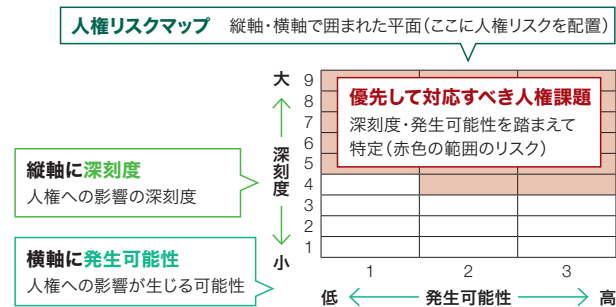 人権リスクマップ 縦軸・横軸で囲まれた平面(ここに人権リスクを配置)
大
9
8
7
6
5
4
3
2
1
小
深刻度
優先して対応すべき人権課題
深刻度・発生可能性を踏まえて
特定(赤色の範囲のリスク)
縦軸に深刻度
人権への影響の深刻度
横軸に発生可能性
人権への影響が生じる可能性
1 2 3
低 発生可能性 高